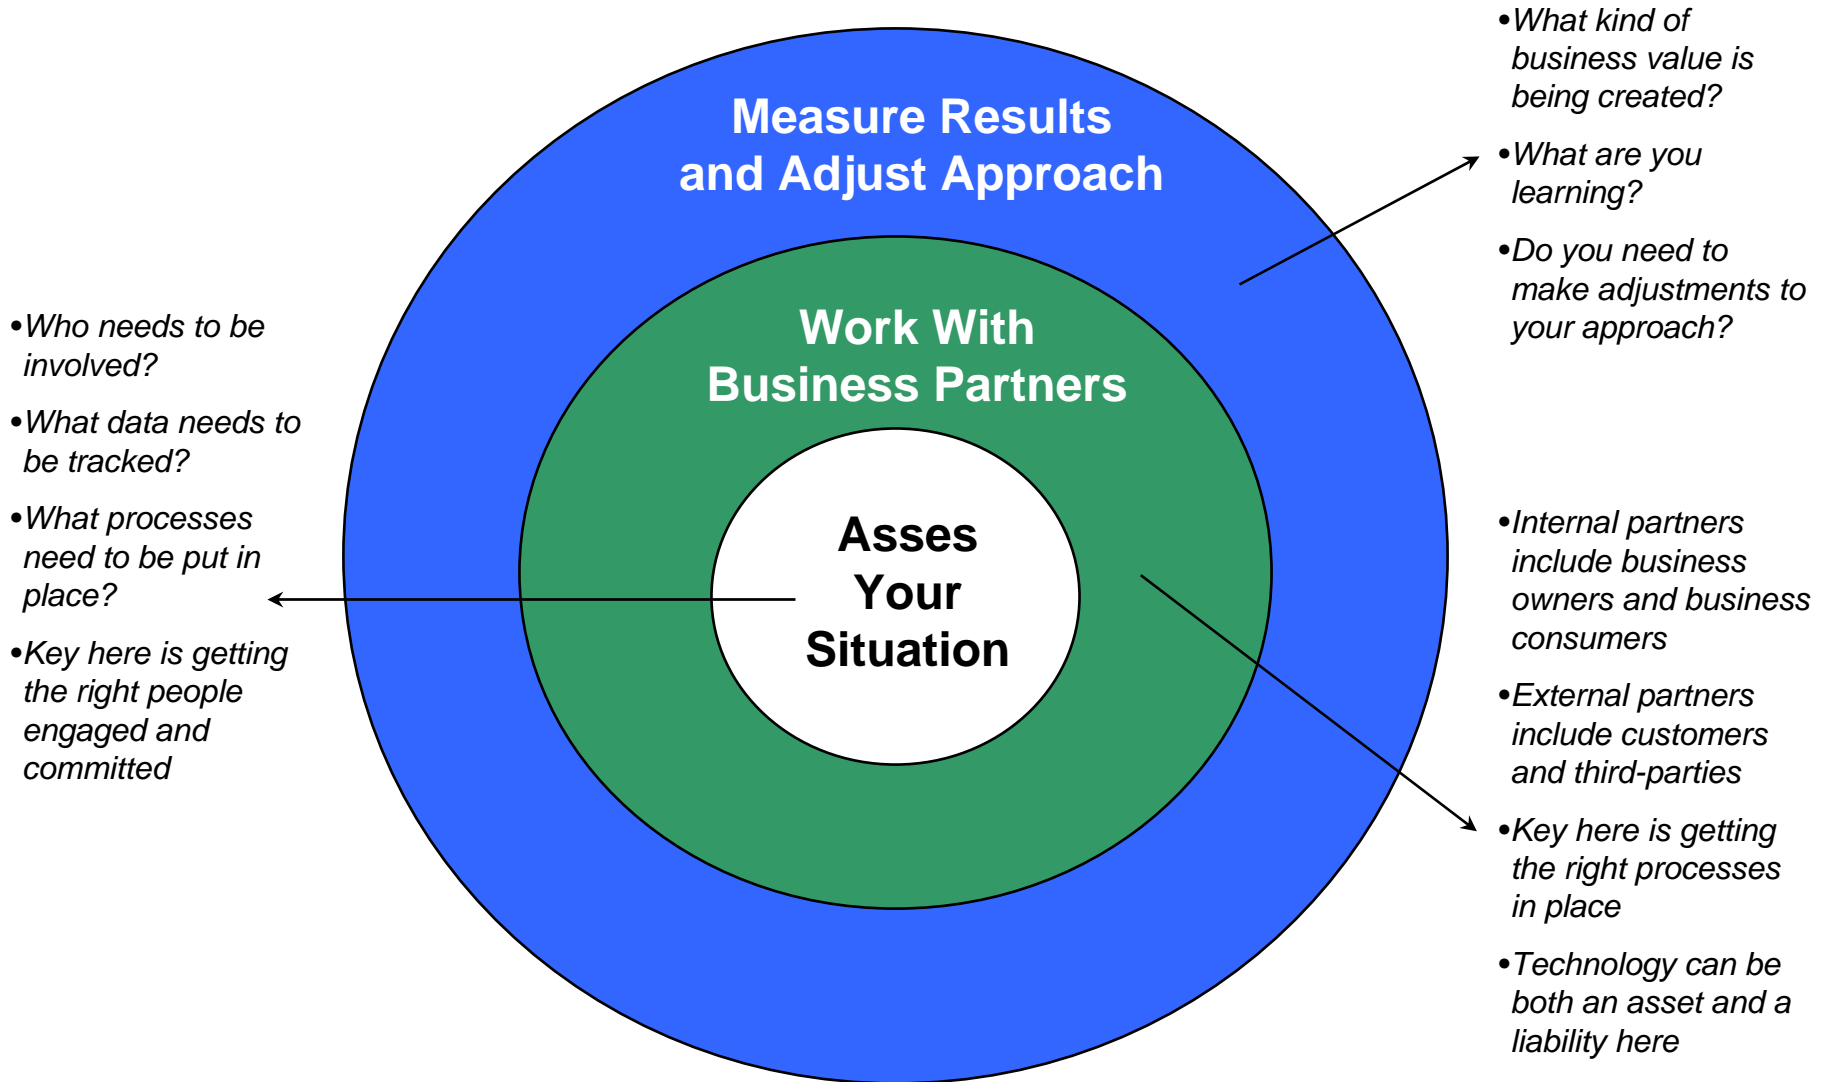 Measure Results
and Adjust Approach
Work With
Business Partners
Asses
Your
Situation
•Who needs to be
involved?
•What data needs to
be tracked?
•What processes
need to be put in
place?
•Key here is getting
the right people
engaged and
committed
•What kind of
business value is
being created?
•What are you
learning?
•Do you need to
make adjustments to
your approach?
•Internal partners
include business
owners and business
consumers
•External partners
include customers
and third-parties
•Key here is getting
the right processes
in place
•Technology can be
both an asset and a
liability here